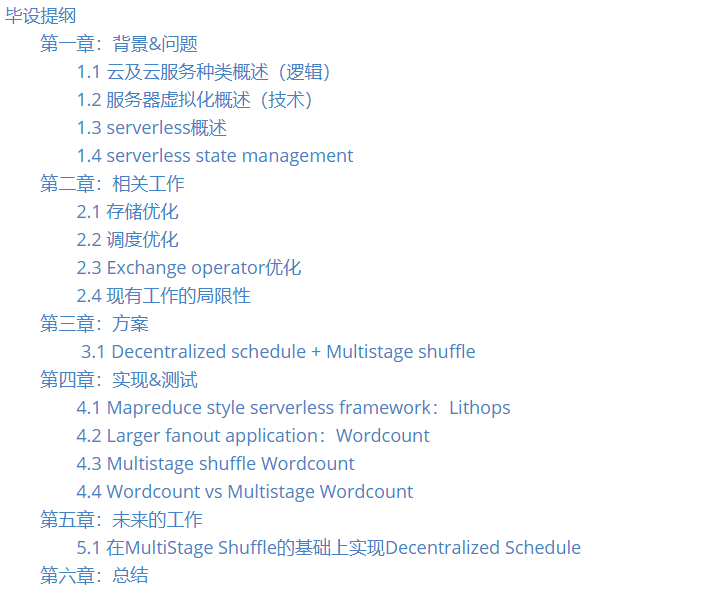 毕设提纲
第一章：背景&问题
1.1 云及云服务种类概述（逻辑）
1.2 服务器虚拟化概述（技术）
1.3 serverless概述
1.4 serverless state management
第二章：相关工作
2.1 存储优化
2.2 调度优化
2.3 Exchange operator优化
2.4 现有工作的局限性
第三章：方案
3.1 Decentralized schedule + Multistage shuffle
第四章：实现&测试
4.1 Mapreduce style serverless framework：Lithops
4.2 Larger fanout application：Wordcount
4.3 Multistage shuffle Wordcount
4.4 Wordcount vs Multistage Wordcount
第五章：未来的工作
5.1 在MultiStage Shuffle的基础上实现Decentralized Schedule
第六章：总结